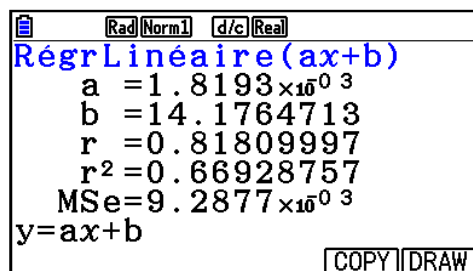 Rad Norm1 d/c Real
RégrLinéaire(ax+b)
a =1.8193×10⁻⁰³
b =14.1764713
r =0.81809997
r²=0.66928757
MSe=9.2877×10⁻⁰³
y=ax+b
COPY DRAW